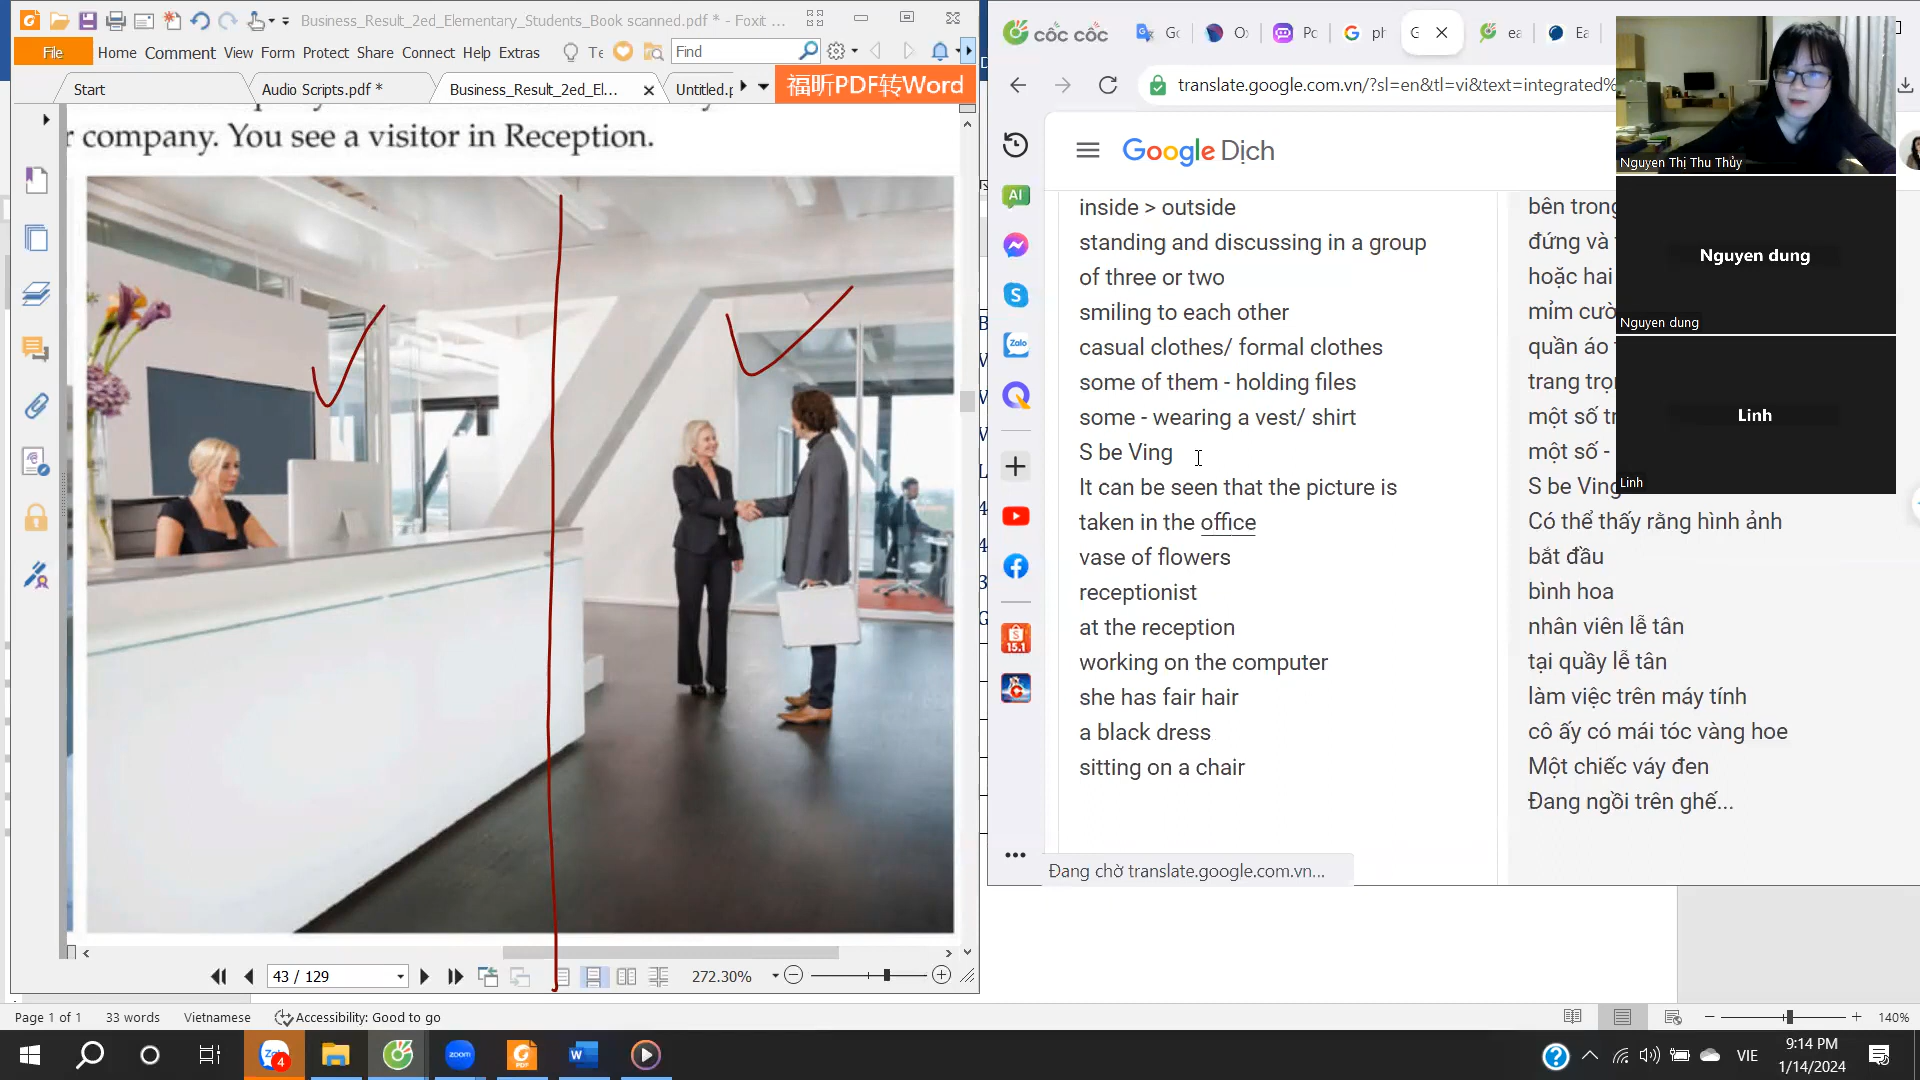 Business_Result_2ed_Elementary_Students_Book scanned.pdf * - Foxit ...
File Home Comment View Form Protect Share Connect Help Extras Te Find
Start Audio Scripts.pdf * Business_Result_2ed_El... Untitled.p 福昕PDF转Word
r company. You see a visitor in Reception.
43 / 129
272.30%
cốc cốc
translate.google.com.vn/?sl=en&tl=vi&text=integrated%
Google Dịch
inside > outside
standing and discussing in a group
of three or two
smiling to each other
casual clothes/ formal clothes
some of them - holding files
some - wearing a vest/ shirt
S be Ving
It can be seen that the picture is
taken in the office
vase of flowers
receptionist
at the reception
working on the computer
she has fair hair
a black dress
sitting on a chair
bên trong
đứng và
hoặc hai
mỉm cườ
quần áo
trang trọ
một số
một số -
S be Ving
Có thể thấy rằng hình ảnh
bắt đầu
bình hoa
nhân viên lễ tân
tại quầy lễ tân
làm việc trên máy tính
cô ấy có mái tóc vàng hoe
Một chiếc váy đen
Đang ngồi trên ghế...
Đang chờ translate.google.com.vn...
Nguyen Thị Thu Thủy
Nguyen dung
Nguyen dung
Linh
Linh
AI
Zalo
15.1
Page 1 of 1 33 words Vietnamese Accessibility: Good to go 140%
4
zoom
VIE
9:14 PM
1/14/2024